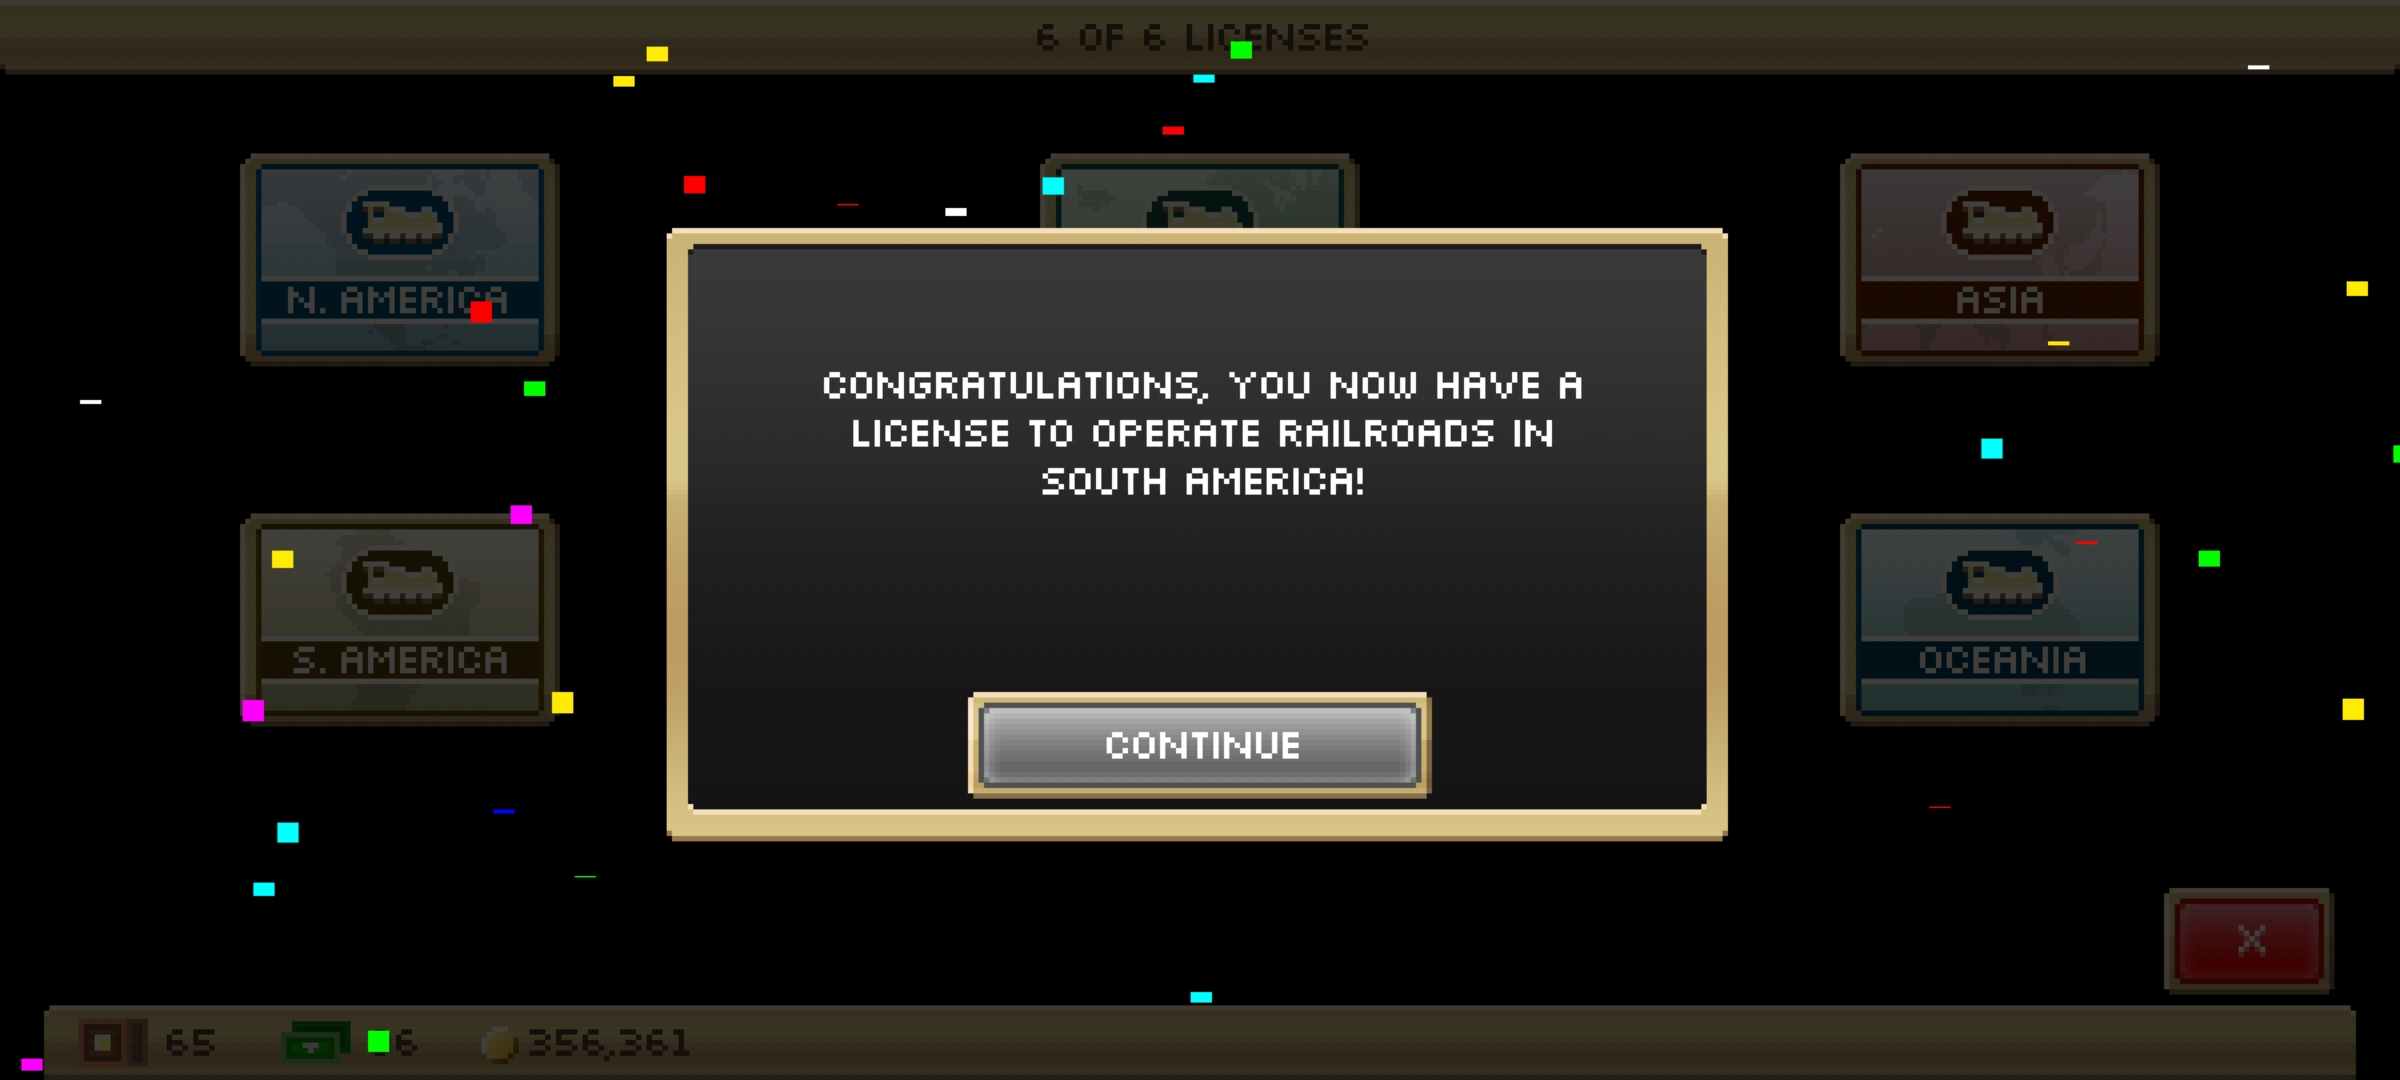 6 OF 6 LICENSES
N. AMERICA
ASIA
CONGRATULATIONS, YOU NOW HAVE A
LICENSE TO OPERATE RAILROADS IN
SOUTH AMERICA!
S. AMERICA
OCEANIA
CONTINUE
X
65
356,361